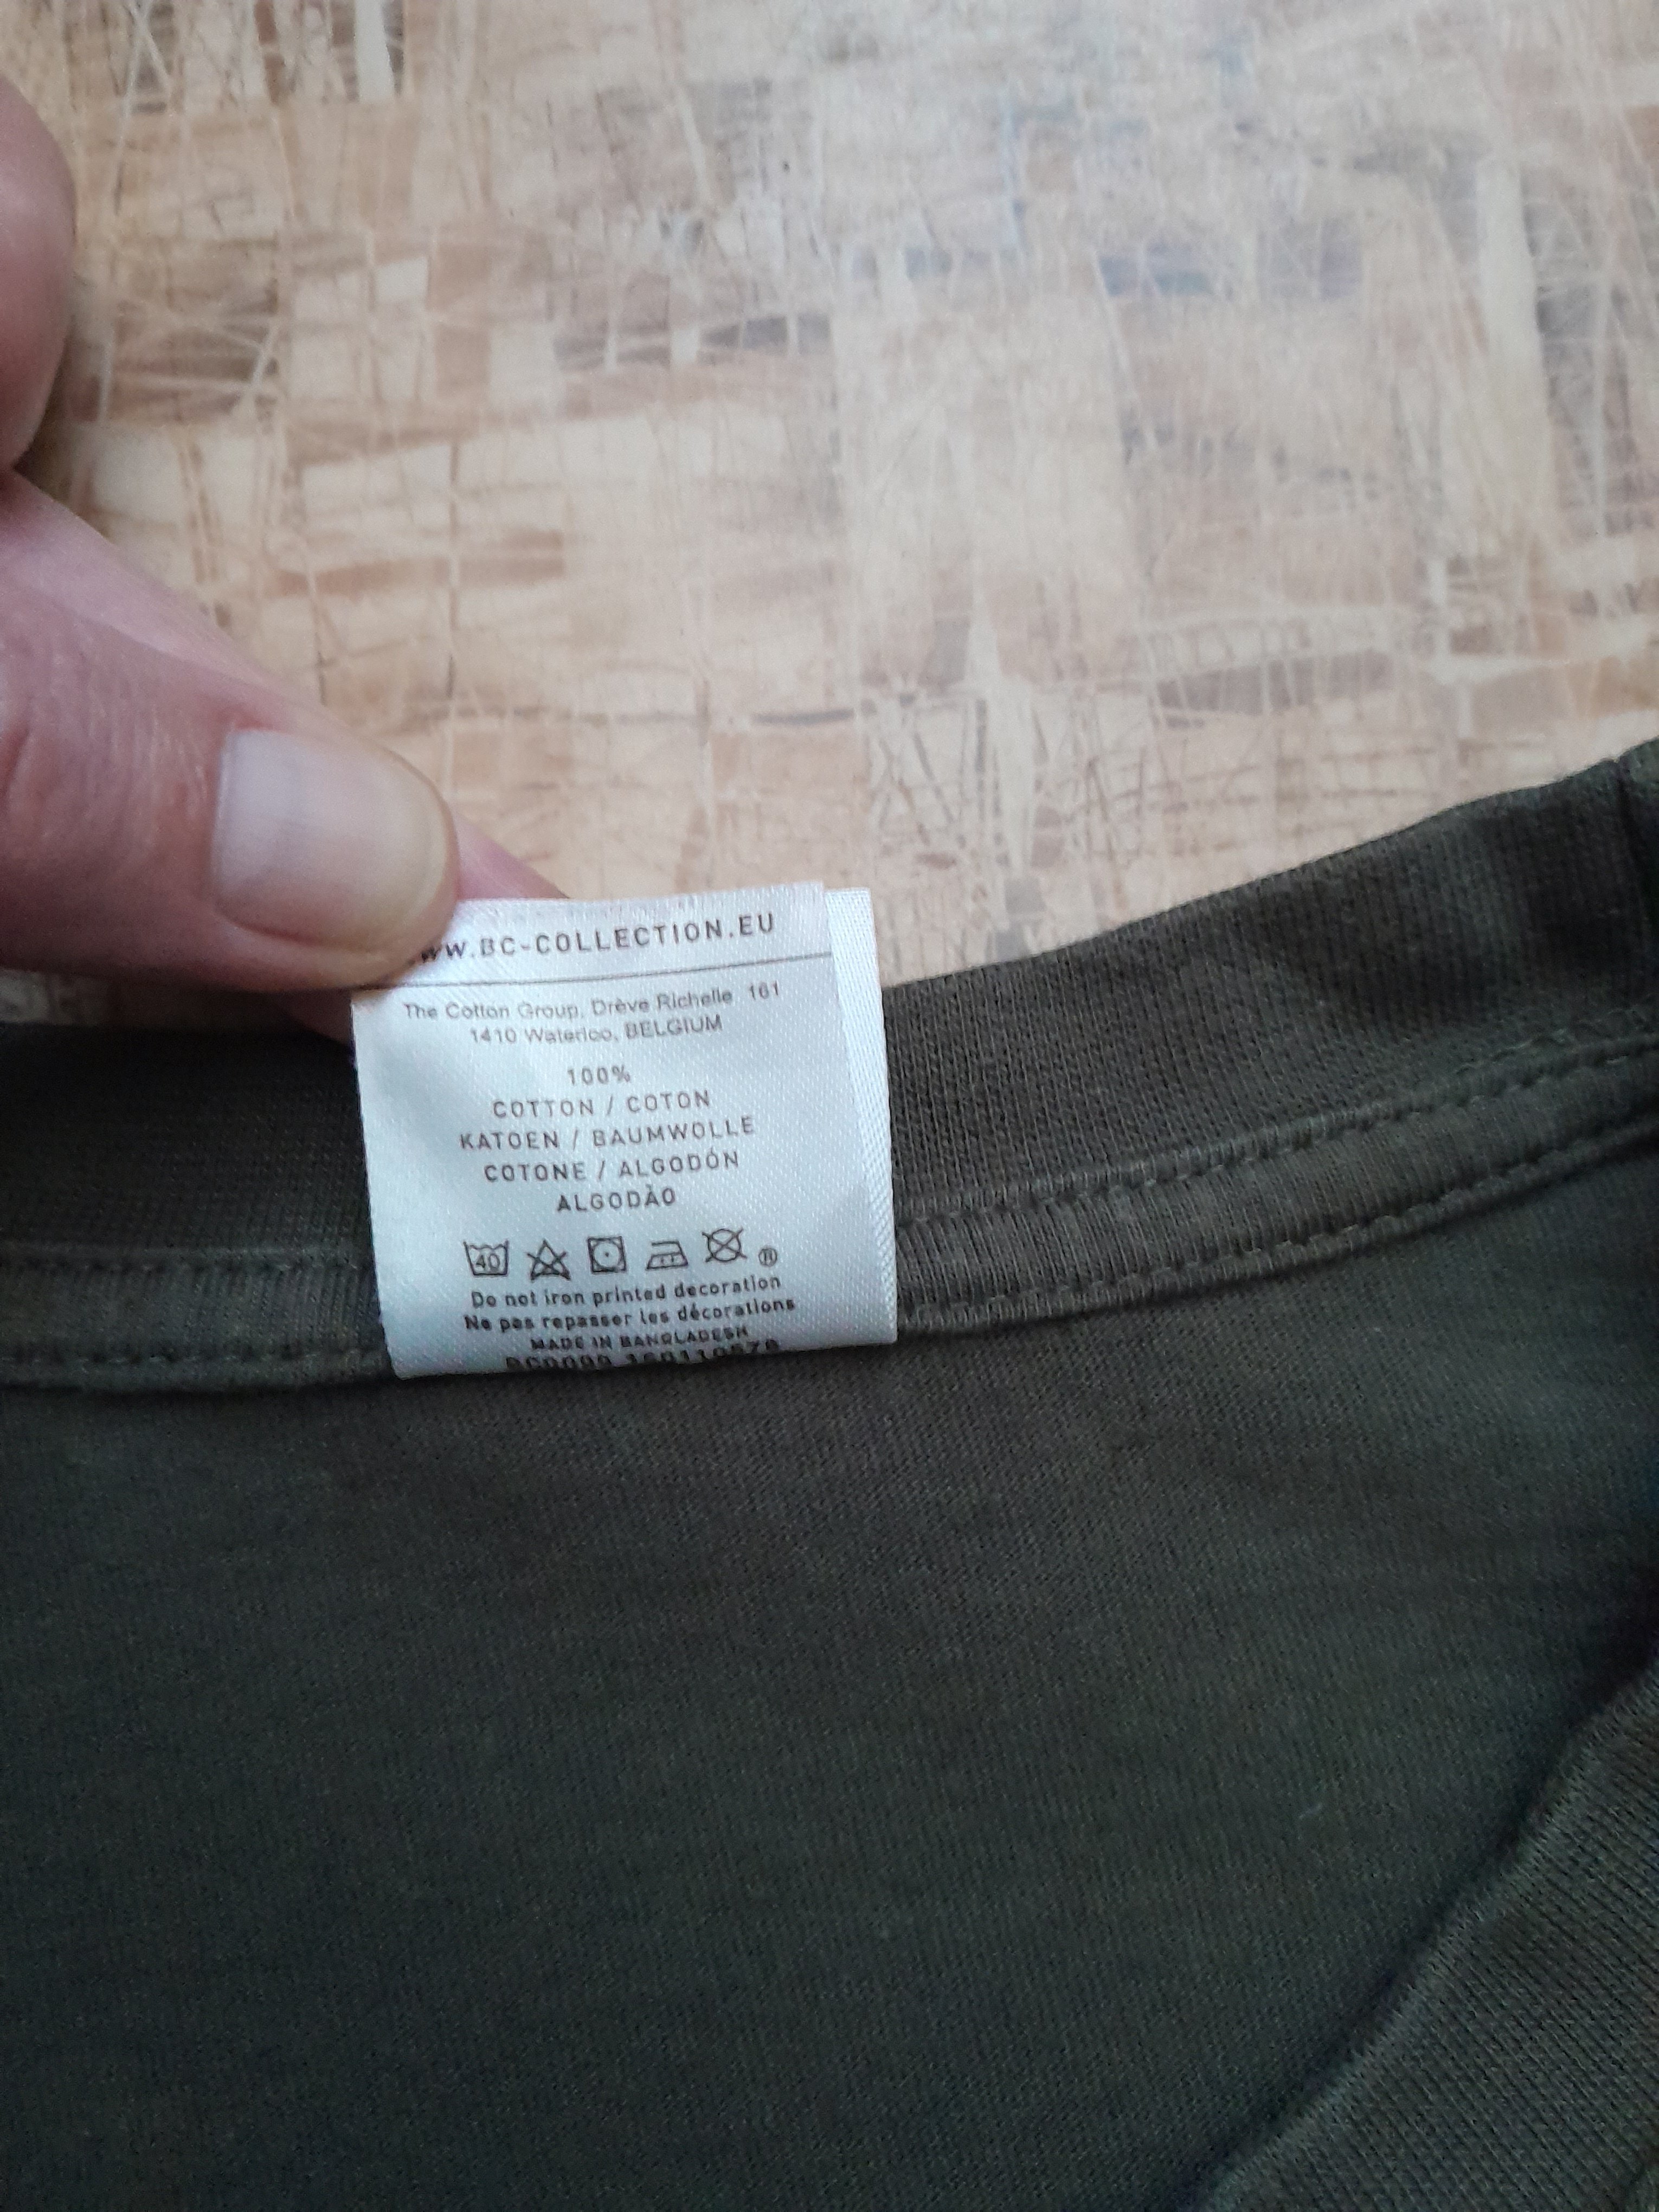 WW.BC-COLLECTION.EU
The Cotton Group, Drève Richelle 161
1410 Waterloo, BELGIUM
100%
COTTON / COTON
KATOEN / BAUMWOLLE
COTONE / ALGODÓN
ALGODÃO
40
®
Do not iron printed decoration
Ne pas repasser les décorations
MADE IN BANGLADESH